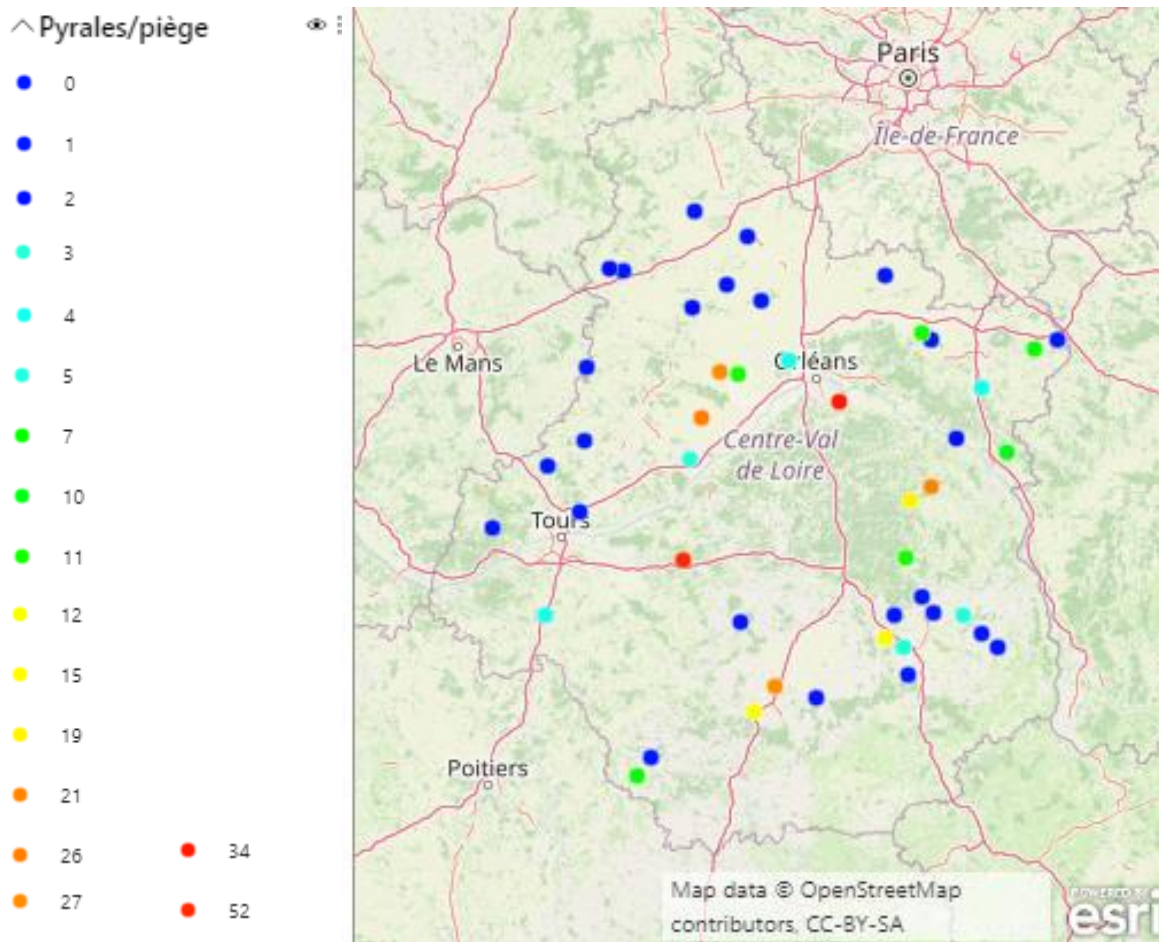 Pyrales/piège
0
1
2
3
4
5
7
10
11
12
15
19
21
26
27
34
52
Paris
Île-de-France
Le Mans
Orléans
Centre-Val
de Loire
Tours
Poitiers
Map data © OpenStreetMap
contributors, CC-BY-SA
POWERED BY
esri